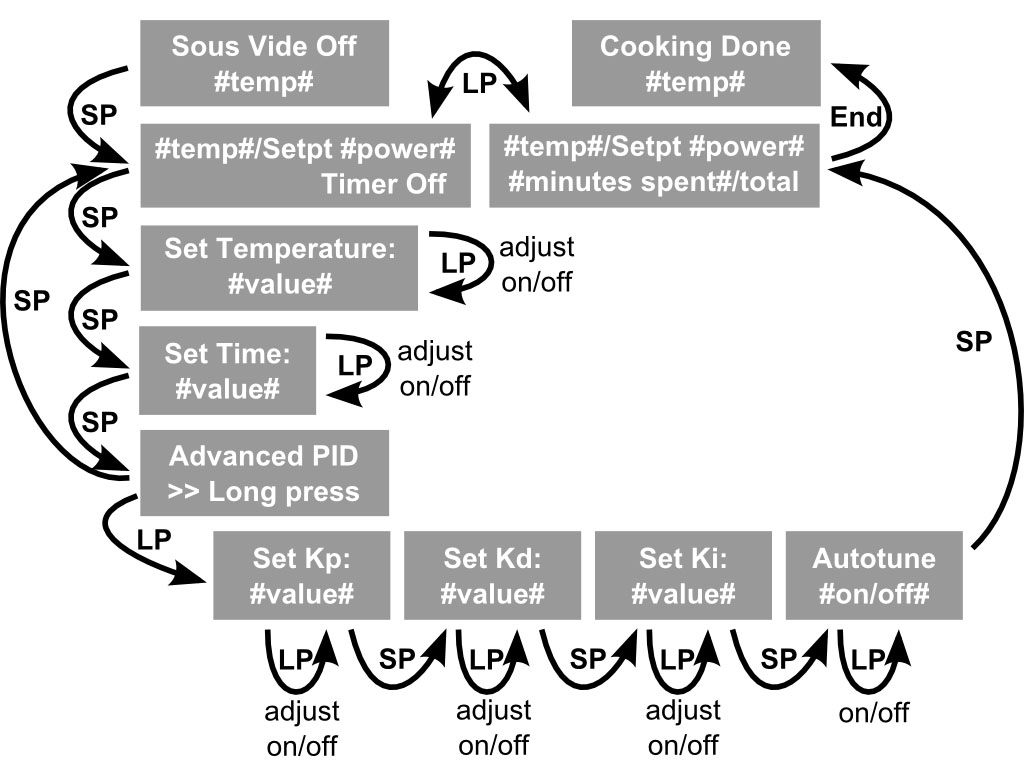 Sous Vide Off
#temp#
Cooking Done
#temp#
LP
SP
End
#temp#/Setpt #power#
Timer Off
#temp#/Setpt #power#
#minutes spent#/total
SP
Set Temperature:
#value#
LP
adjust
on/off
SP
SP
SP
Set Time:
#value#
LP
adjust
on/off
SP
Advanced PID
>> Long press
LP
Set Kp:
#value#
Set Kd:
#value#
Set Ki:
#value#
Autotune
#on/off#
LP
SP
LP
SP
LP
SP
LP
adjust
on/off
adjust
on/off
adjust
on/off
on/off